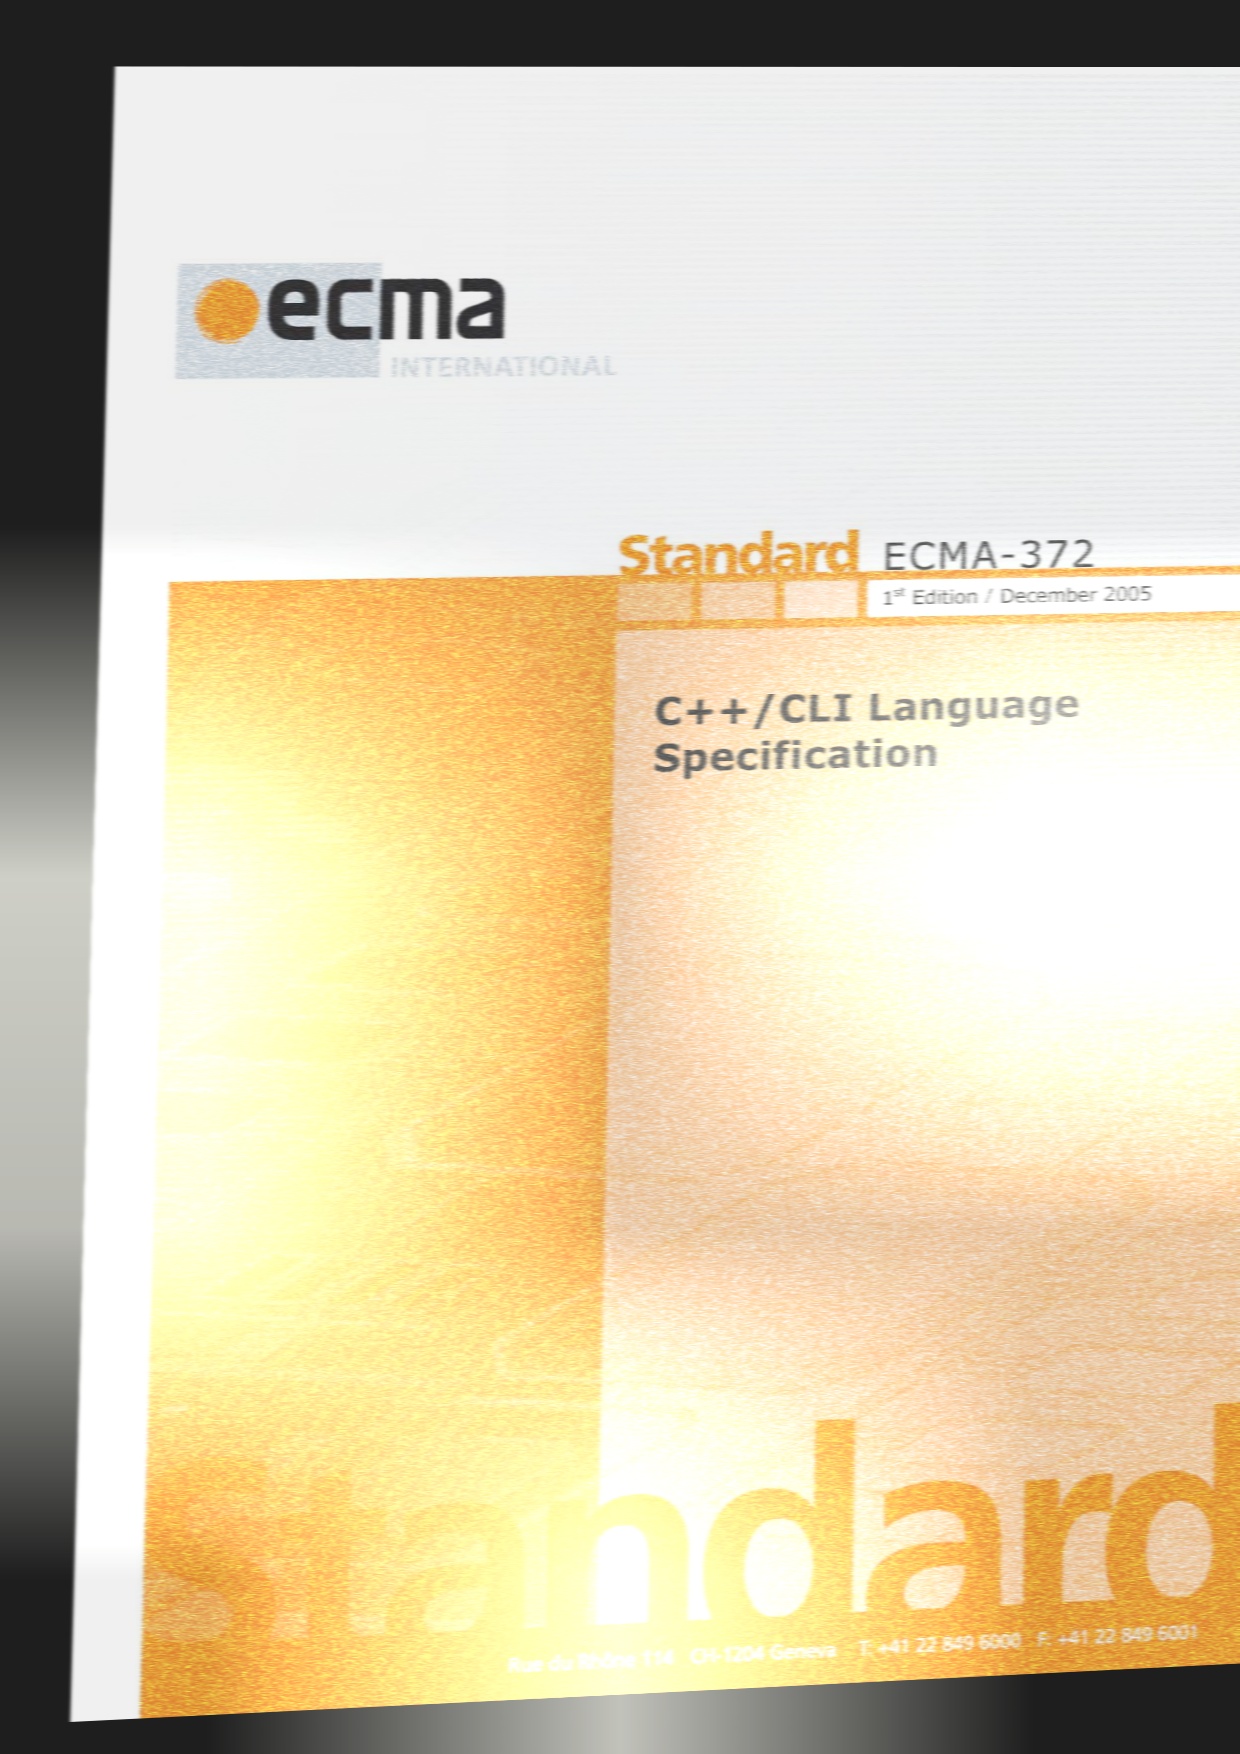 ecma
INTERNATIONAL
Standard ECMA-372
1st Edition / December 2005
C++/CLI Language
Specification
Standard
Rue du Rhône 114 CH-1204 Geneva T: +41 22 849 6000 F: +41 22 849 6001